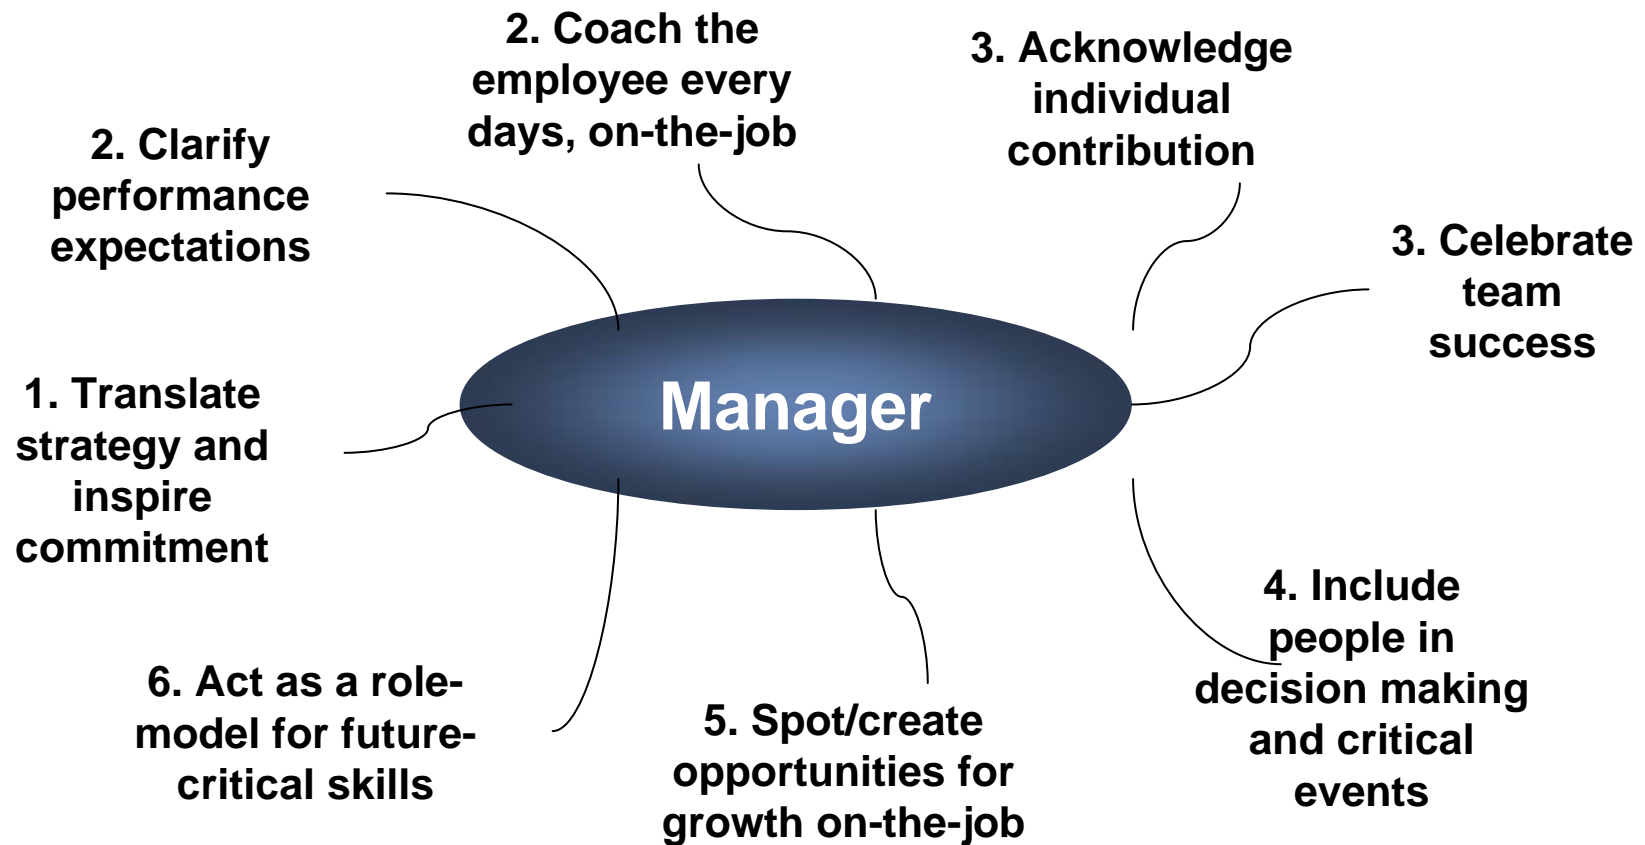 2. Coach the
employee every
days, on-the-job
3. Acknowledge
individual
contribution
2. Clarify
performance
expectations
3. Celebrate
team
success
Manager
1. Translate
strategy and
inspire
commitment
4. Include
people in
decision making
and critical
events
6. Act as a role-
model for future-
critical skills
5. Spot/create
opportunities for
growth on-the-job